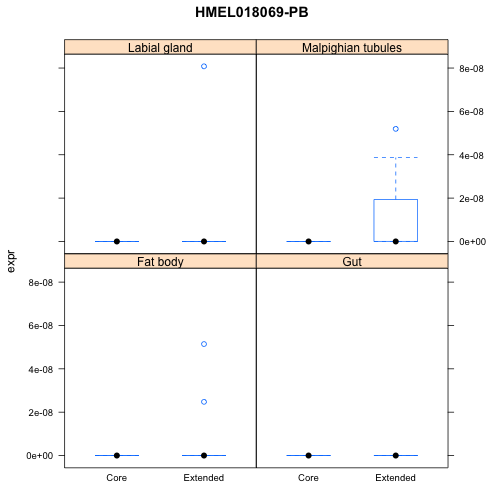 HMEL018069-PB
Labial gland
Malpighian tubules
8e-08
6e-08
4e-08
2e-08
0e+00
expr
Fat body
Gut
8e-08
6e-08
4e-08
2e-08
0e+00
Core
Extended
Core
Extended